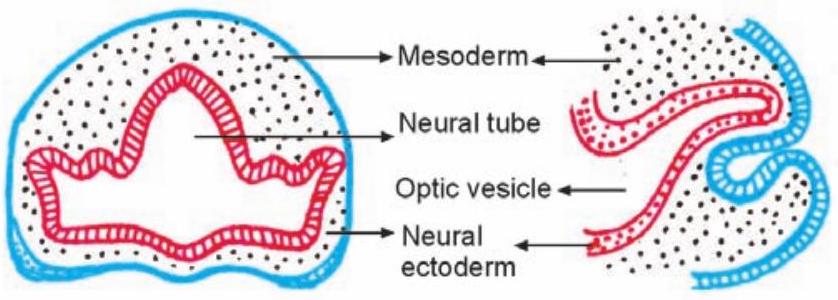 Mesoderm
Neural tube
Optic vesicle
Neural
ectoderm